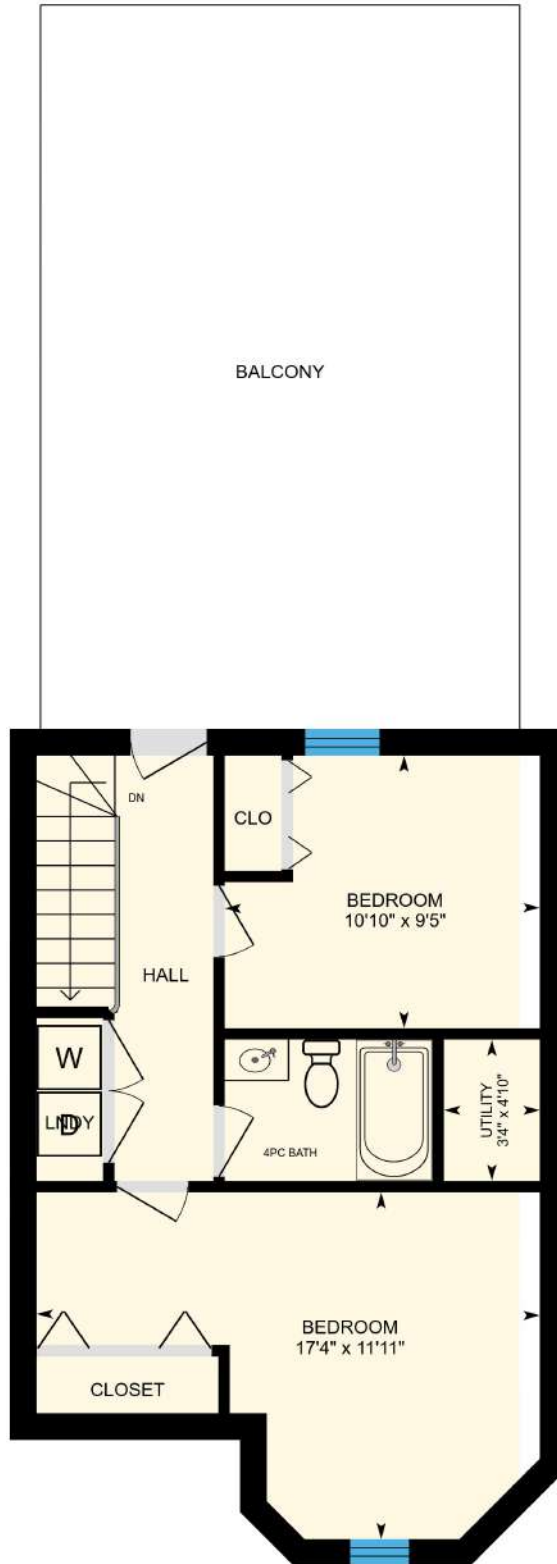 BALCONY
DN
CLO
BEDROOM
10'10" x 9'5"
HALL
W
LNDY
D
4PC BATH
UTILITY
3'4" x 4'10"
BEDROOM
17'4" x 11'11"
CLOSET